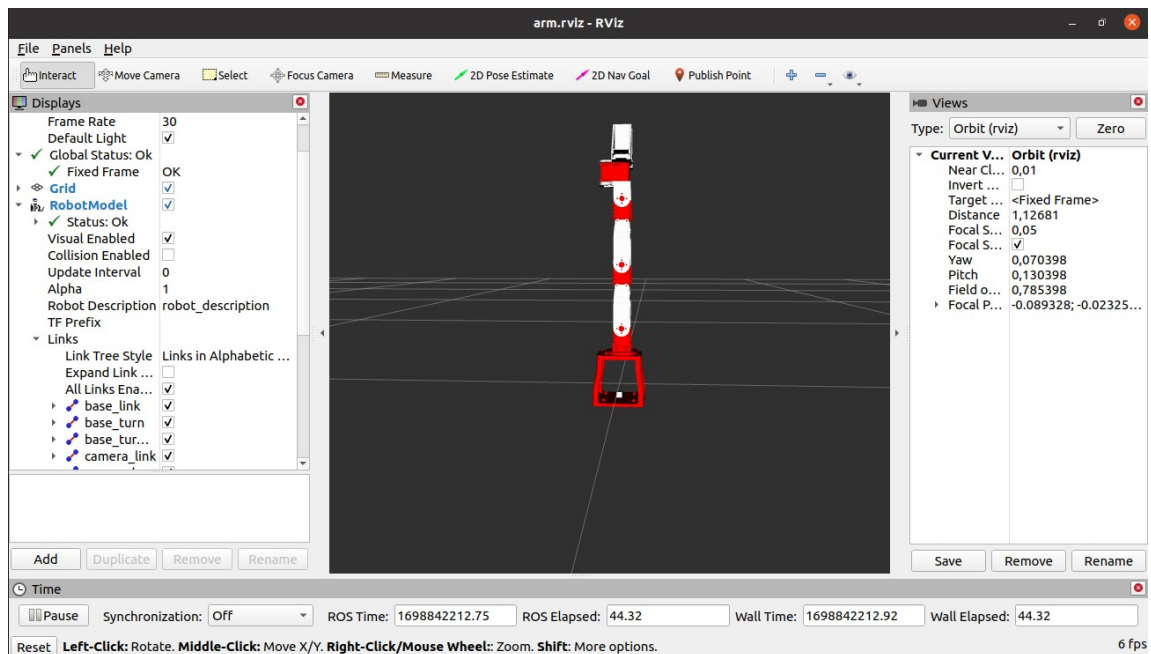 arm.rviz - RViz
File Panels Help
Interact Move Camera Select Focus Camera Measure 2D Pose Estimate 2D Nav Goal Publish Point
Displays
Frame Rate 30
Default Light
Global Status: Ok
Fixed Frame OK
Grid
RobotModel
Status: Ok
Visual Enabled
Collision Enabled
Update Interval 0
Alpha 1
Robot Description robot_description
TF Prefix
Links
Link Tree Style Links in Alphabetic ...
Expand Link ...
All Links Ena...
base_link
base_turn
base_tur...
camera_link
Add Duplicate Remove Rename
Views
Type: Orbit (rviz) Zero
Current V... Orbit (rviz)
Near Cl... 0,01
Invert ...
Target ... <Fixed Frame>
Distance 1,12681
Focal S... 0,05
Focal S...
Yaw 0,070398
Pitch 0,130398
Field o... 0,785398
Focal P... -0.089328; -0.02325...
Save Remove Rename
Time
Pause Synchronization: Off ROS Time: 1698842212.75 ROS Elapsed: 44.32 Wall Time: 1698842212.92 Wall Elapsed: 44.32
Reset Left-Click: Rotate. Middle-Click: Move X/Y. Right-Click/Mouse Wheel:: Zoom. Shift: More options. 6 fps